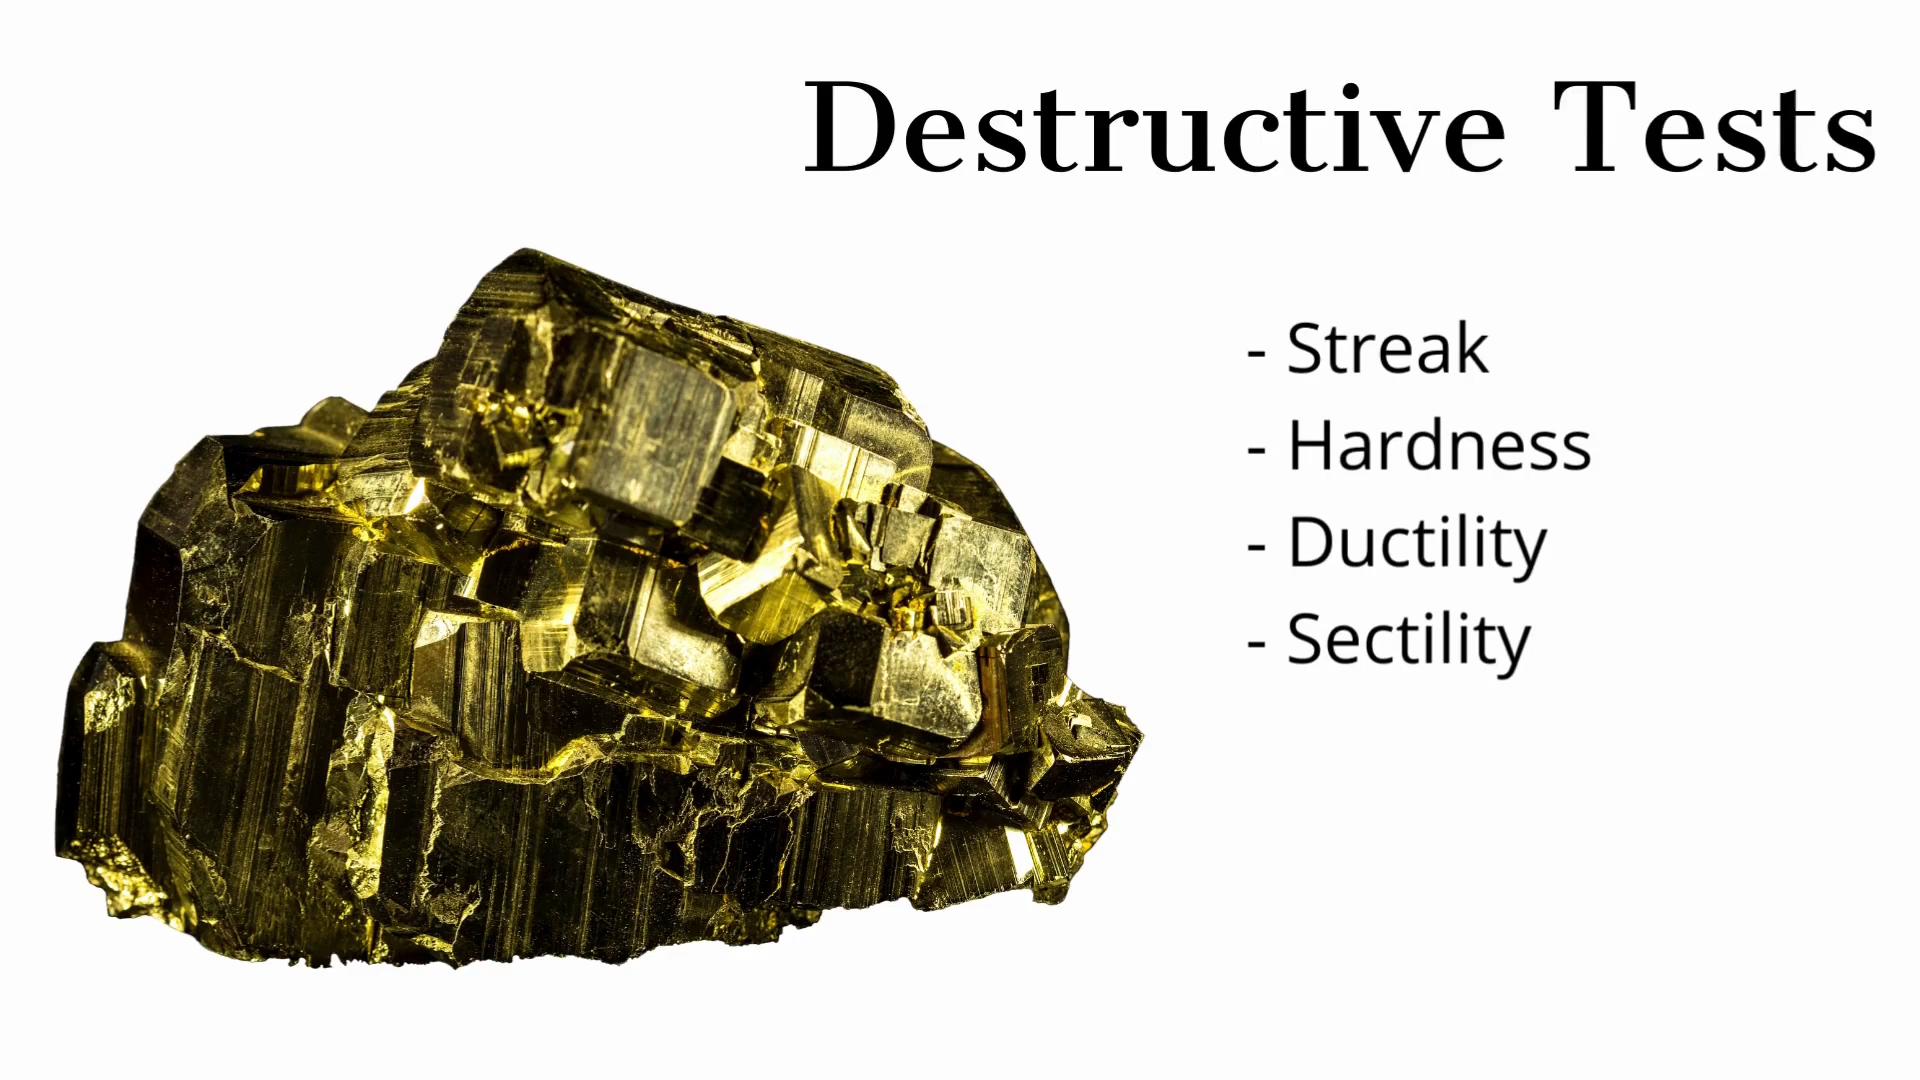 Destructive Tests
- Streak
- Hardness
- Ductility
- Sectility